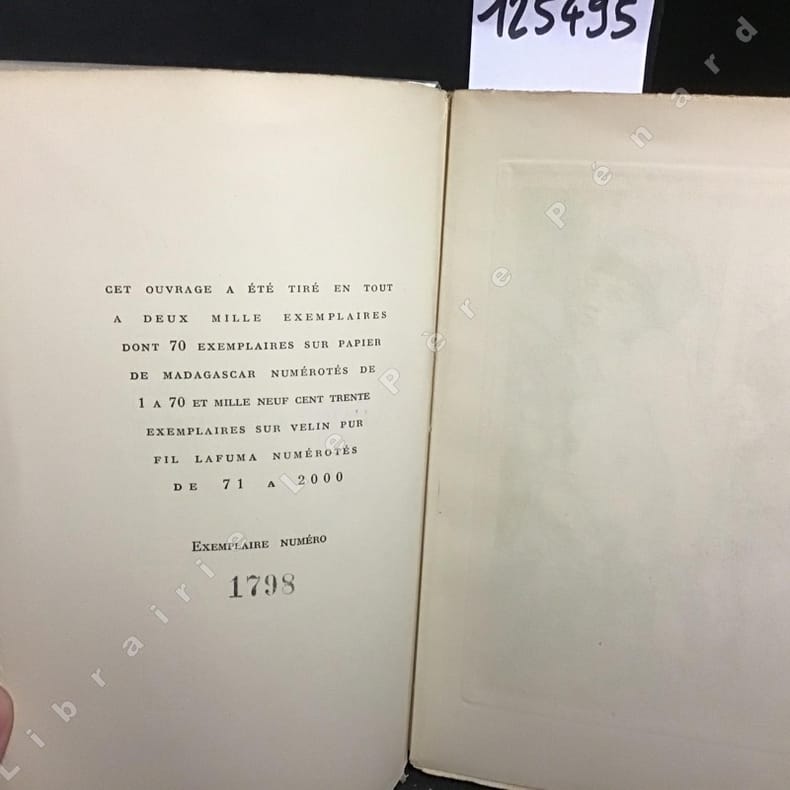 125495
CET OUVRAGE A ÉTÉ TIRÉ EN TOUT
A DEUX MILLE EXEMPLAIRES
DONT 70 EXEMPLAIRES SUR PAPIER
DE MADAGASCAR NUMÉROTÉS DE
1 A 70 ET MILLE NEUF CENT TRENTE
EXEMPLAIRES SUR VELIN PUR
FIL LAFUMA NUMÉROTÉS
DE 71 A 2000
EXEMPLAIRE NUMÉRO
1798
Librairie Le Père Pénard